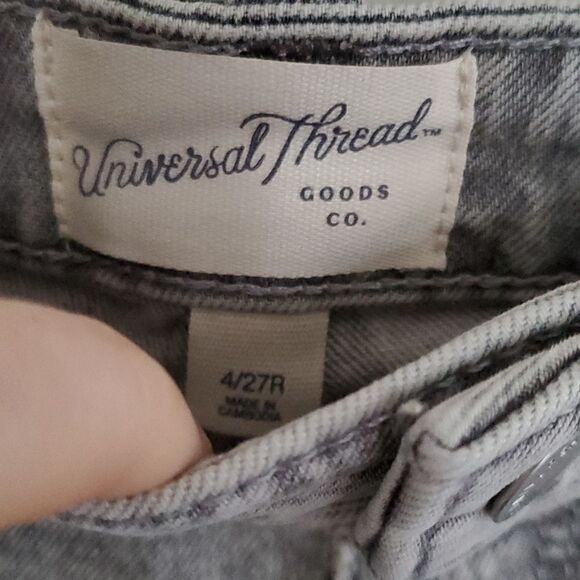 Universal Thread™
GOODS
CO.
4/27R
MADE IN
CAMBODIA